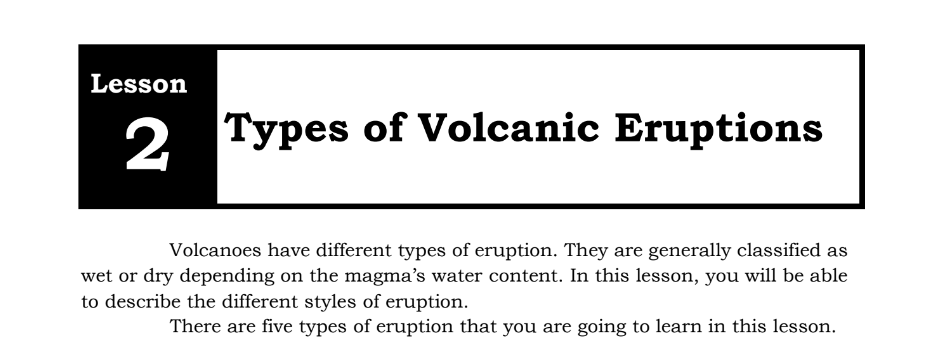 Lesson
2
Types of Volcanic Eruptions
Volcanoes have different types of eruption. They are generally classified as
wet or dry depending on the magma’s water content. In this lesson, you will be able
to describe the different styles of eruption.
There are five types of eruption that you are going to learn in this lesson.